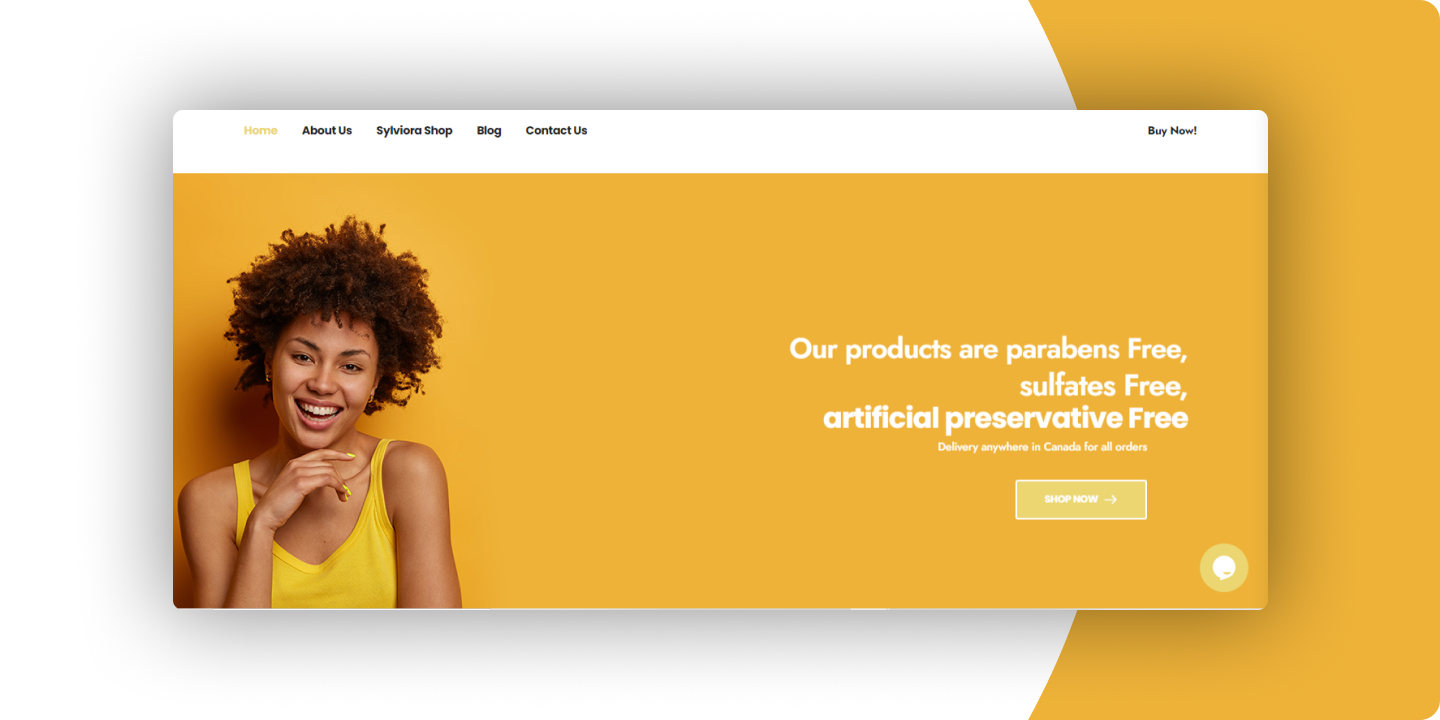 Home About Us Sylviora Shop Blog Contact Us Buy Now!
Our products are parabens Free,
sulfates Free,
artificial preservative Free
Delivery anywhere in Canada for all orders
SHOP NOW